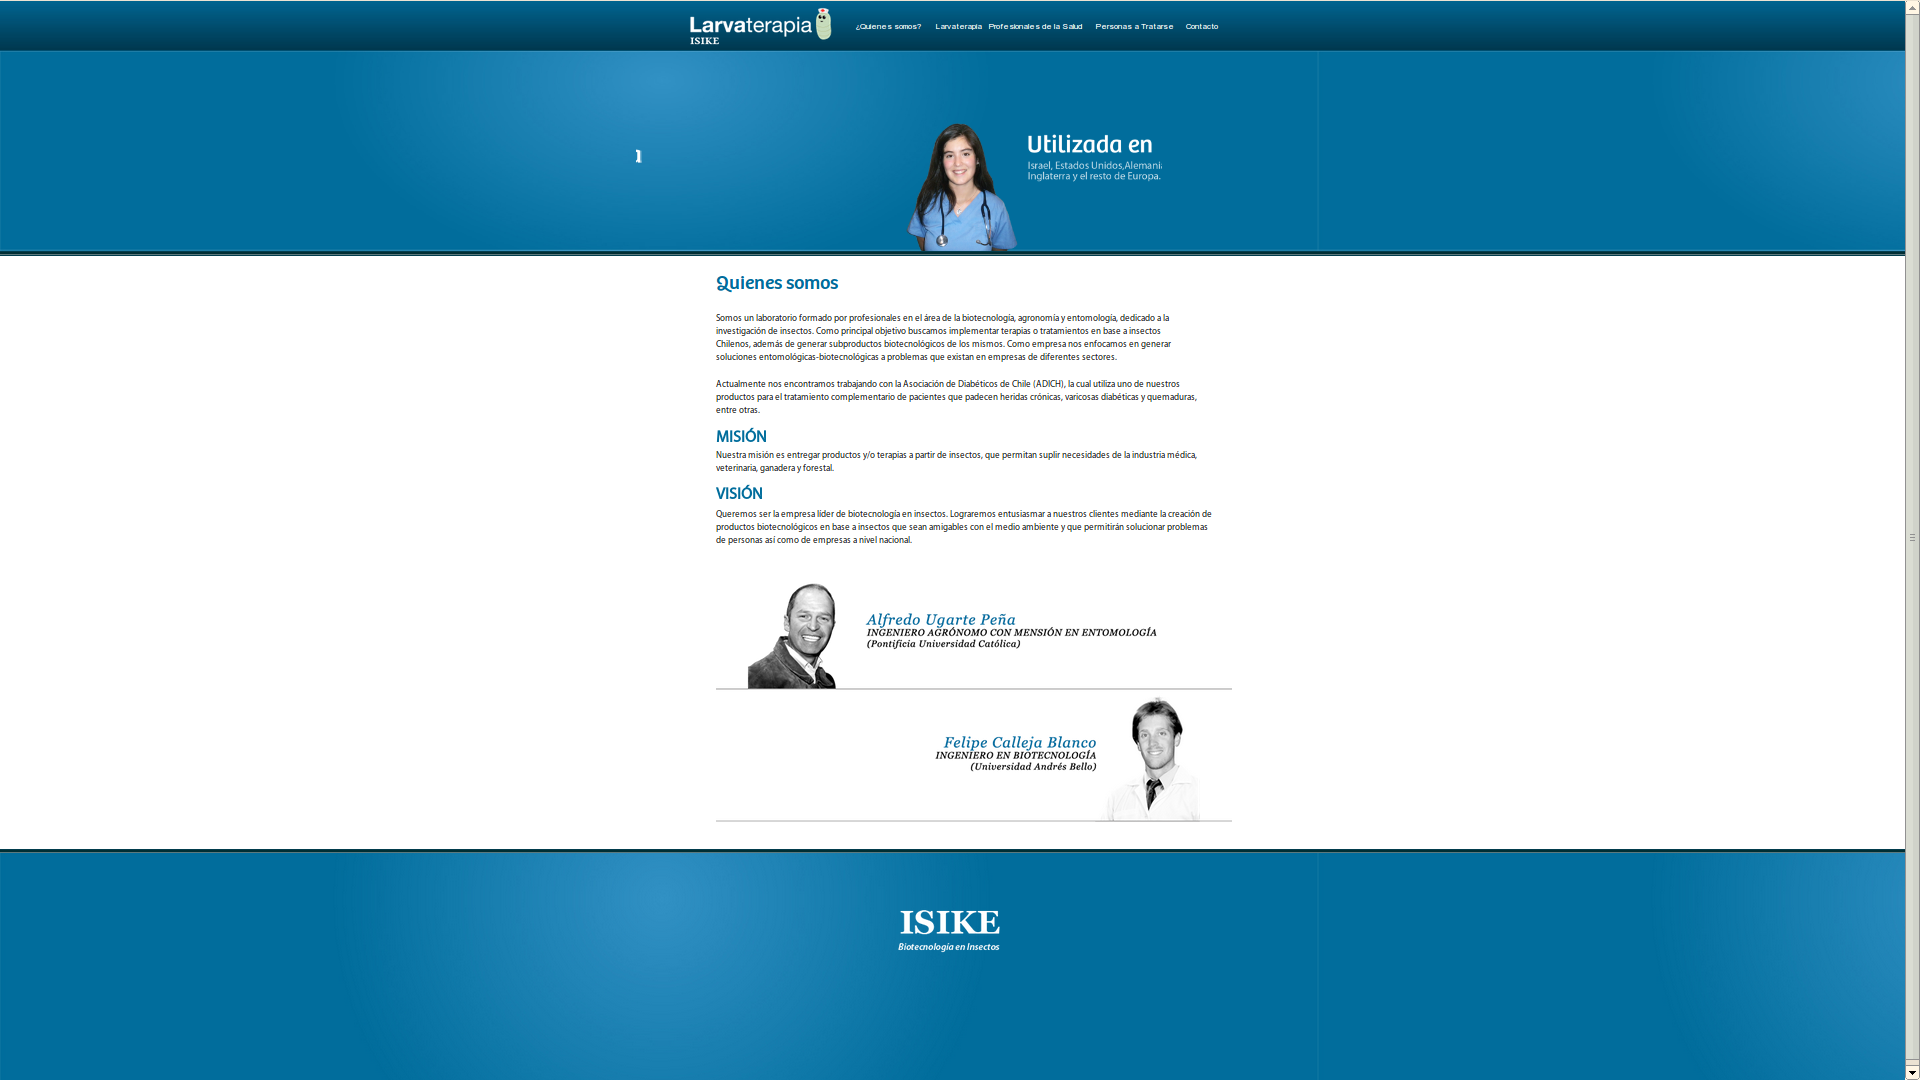 Larvaterapia
ISIKE
¿Quienes somos? Larvaterapia Profesionales de la Salud Personas a Tratarse Contacto
Utilizada en
Israel, Estados Unidos,Alemani
Inglaterra y el resto de Europa.
Quienes somos
Somos un laboratorio formado por profesionales en el área de la biotecnología, agronomía y entomología, dedicado a la
investigación de insectos. Como principal objetivo buscamos implementar terapias o tratamientos en base a insectos
Chilenos, además de generar subproductos biotecnológicos de los mismos. Como empresa nos enfocamos en generar
soluciones entomológicas-biotecnológicas a problemas que existan en empresas de diferentes sectores.
Actualmente nos encontramos trabajando con la Asociación de Diabéticos de Chile (ADICH), la cual utiliza uno de nuestros
productos para el tratamiento complementario de pacientes que padecen heridas crónicas, varicosas diabéticas y quemaduras,
entre otras.
MISIÓN
Nuestra misión es entregar productos y/o terapias a partir de insectos, que permitan suplir necesidades de la industria médica,
veterinaria, ganadera y forestal.
VISIÓN
Queremos ser la empresa líder de biotecnología en insectos. Lograremos entusiasmar a nuestros clientes mediante la creación de
productos biotecnológicos en base a insectos que sean amigables con el medio ambiente y que permitirán solucionar problemas
de personas así como de empresas a nivel nacional.
Alfredo Ugarte Peña
INGENIERO AGRÓNOMO CON MENSIÓN EN ENTOMOLOGÍA
(Pontificia Universidad Católica)
Felipe Calleja Blanco
INGENIERO EN BIOTECNOLOGÍA
(Universidad Andrés Bello)
ISIKE
Biotecnología en Insectos